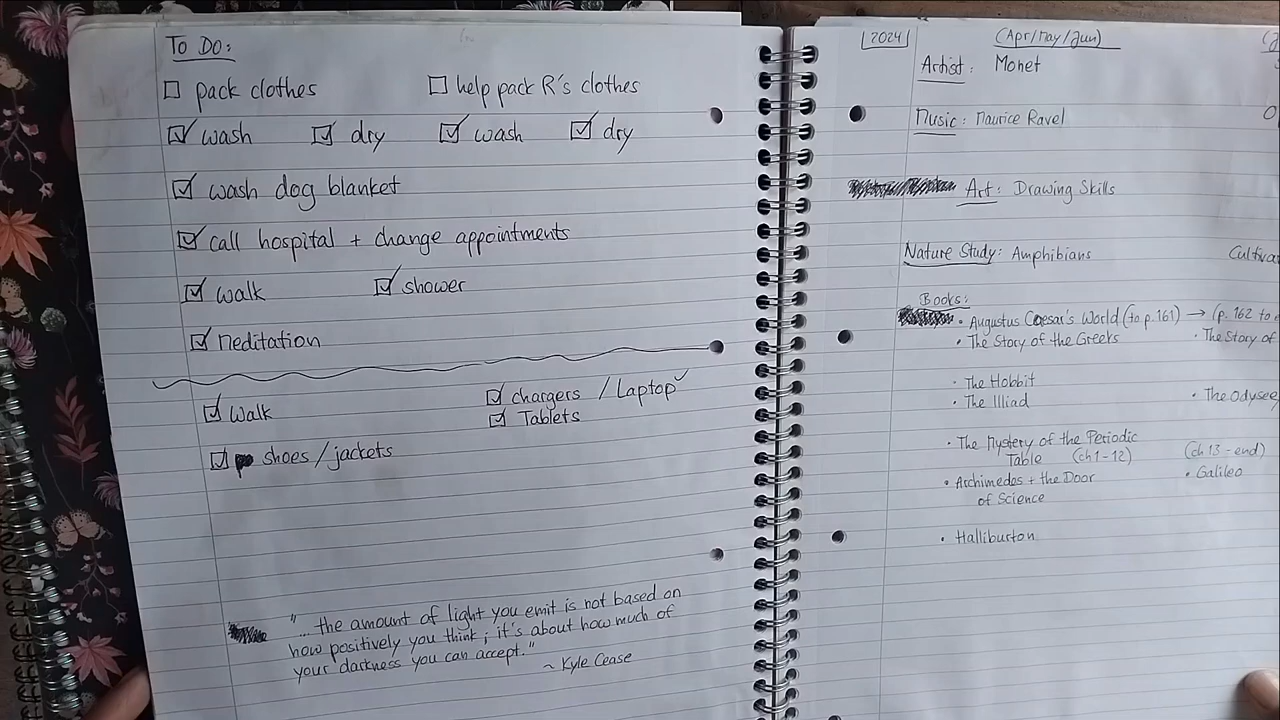 To Do:
☐ pack clothes ☐ help pack R's clothes
☑ wash ☑ dry ☑ wash ☑ dry
☑ wash dog blanket
☑ call hospital + change appointments
☑ walk ☑ shower
☑ Meditation
☑ Walk ☑ chargers / Laptop ✓
☑ Tablets
☑ shoes/jackets
"... the amount of light you emit is not based on
how positively you think; it's about how much of
your darkness you can accept."
~ Kyle Cease
2024 (Apr/May/Jun)
Artist: Monet
Music: Maurice Ravel
Art: Drawing Skills
Nature Study: Amphibians
Books:
• Augustus Caesar's World (to p. 161) → (p. 162 to
• The Story of the Greeks • The Story of
• The Hobbit
• The Illiad • The Odyssey
• The Mystery of the Periodic
Table (ch 1-12) (ch 13 - end)
• Archimedes + the Door • Galileo
of Science
• Halliburton